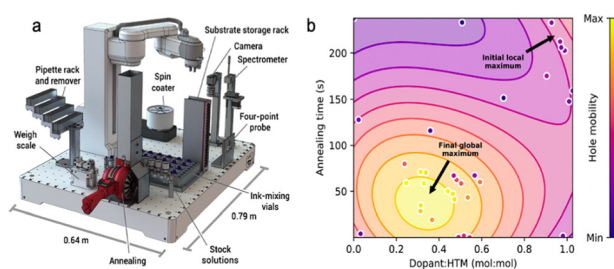 a
Substrate storage rack
Camera
Spectrometer
Pipette rack
and remover
Spin
coater
Four-point
probe
Weigh
scale
Ink-mixing
vials
0.79 m
0.64 m
Stock
solutions
Annealing
b
Initial local
maximum
Final global
maximum
200
150
100
50
0.0
0.2
0.4
0.6
0.8
1.0
Annealing time (s)
Dopant:HTM (mol:mol)
Max
Hole mobility
Min